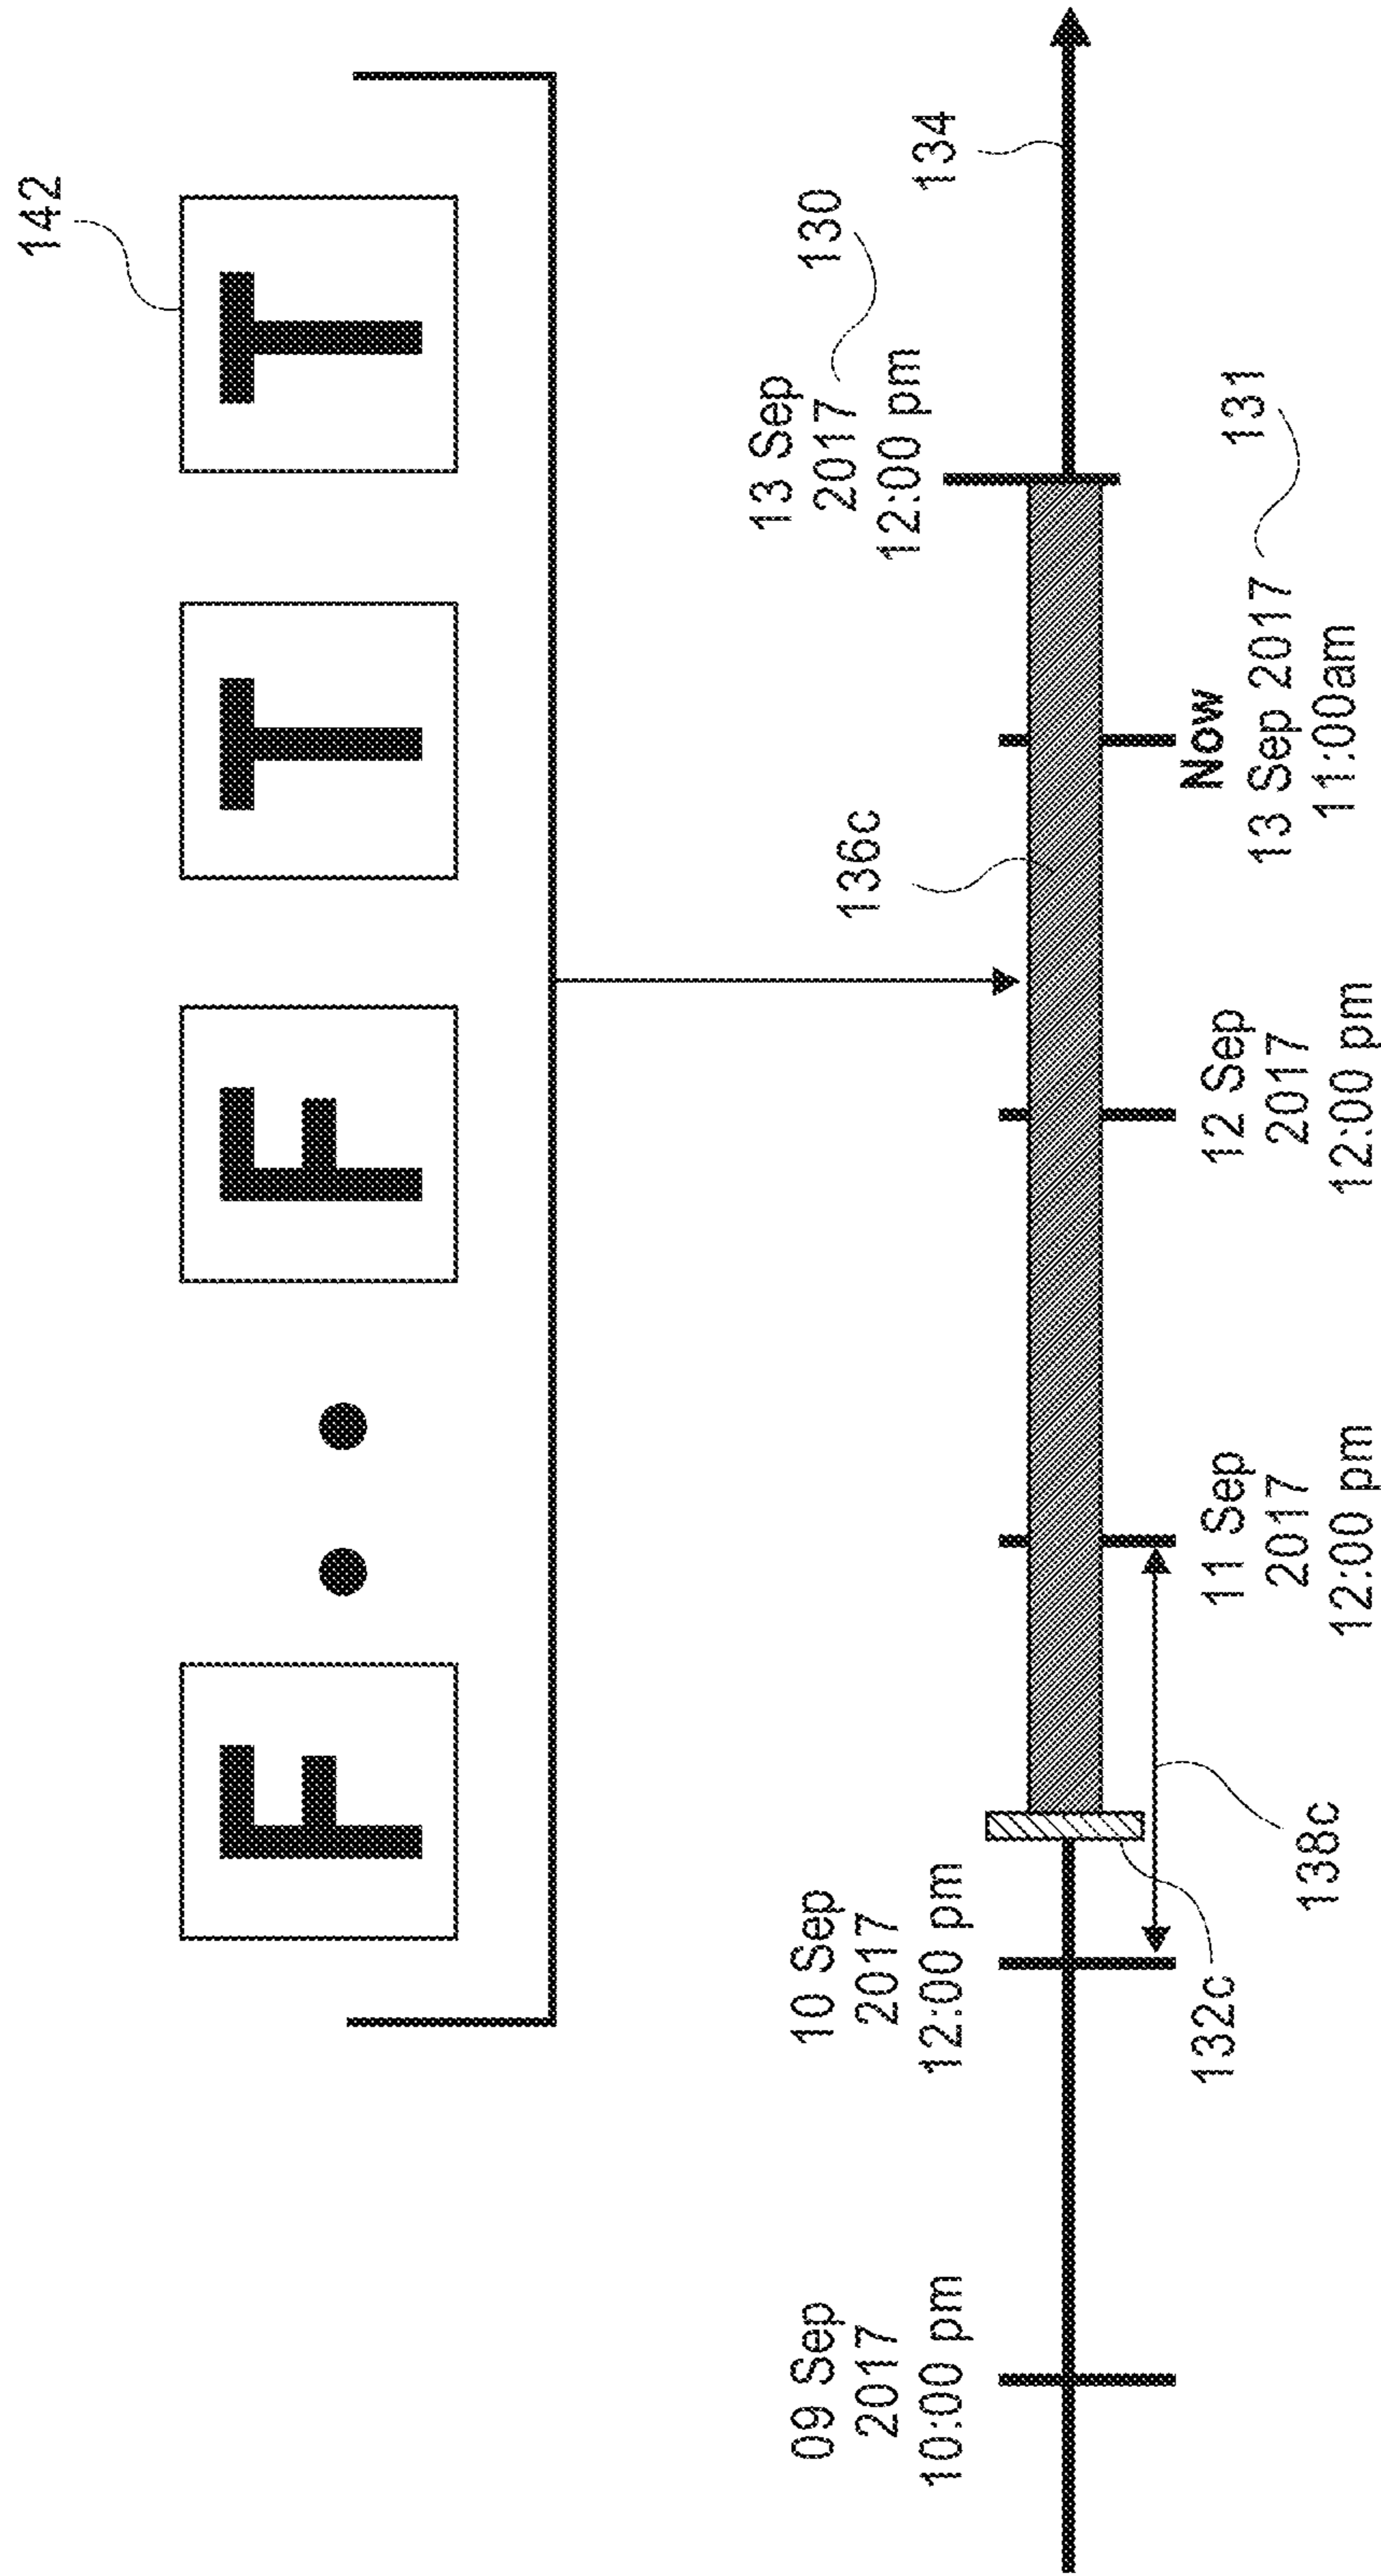 142
F
F
T
T
134
130
09 Sep
2017
10:00 pm
10 Sep
2017
12:00 pm
136c
13 Sep
2017
12:00 pm
132c
138c
11 Sep
2017
12:00 pm
12 Sep
2017
12:00 pm
Now
13 Sep 2017
11:00am
131